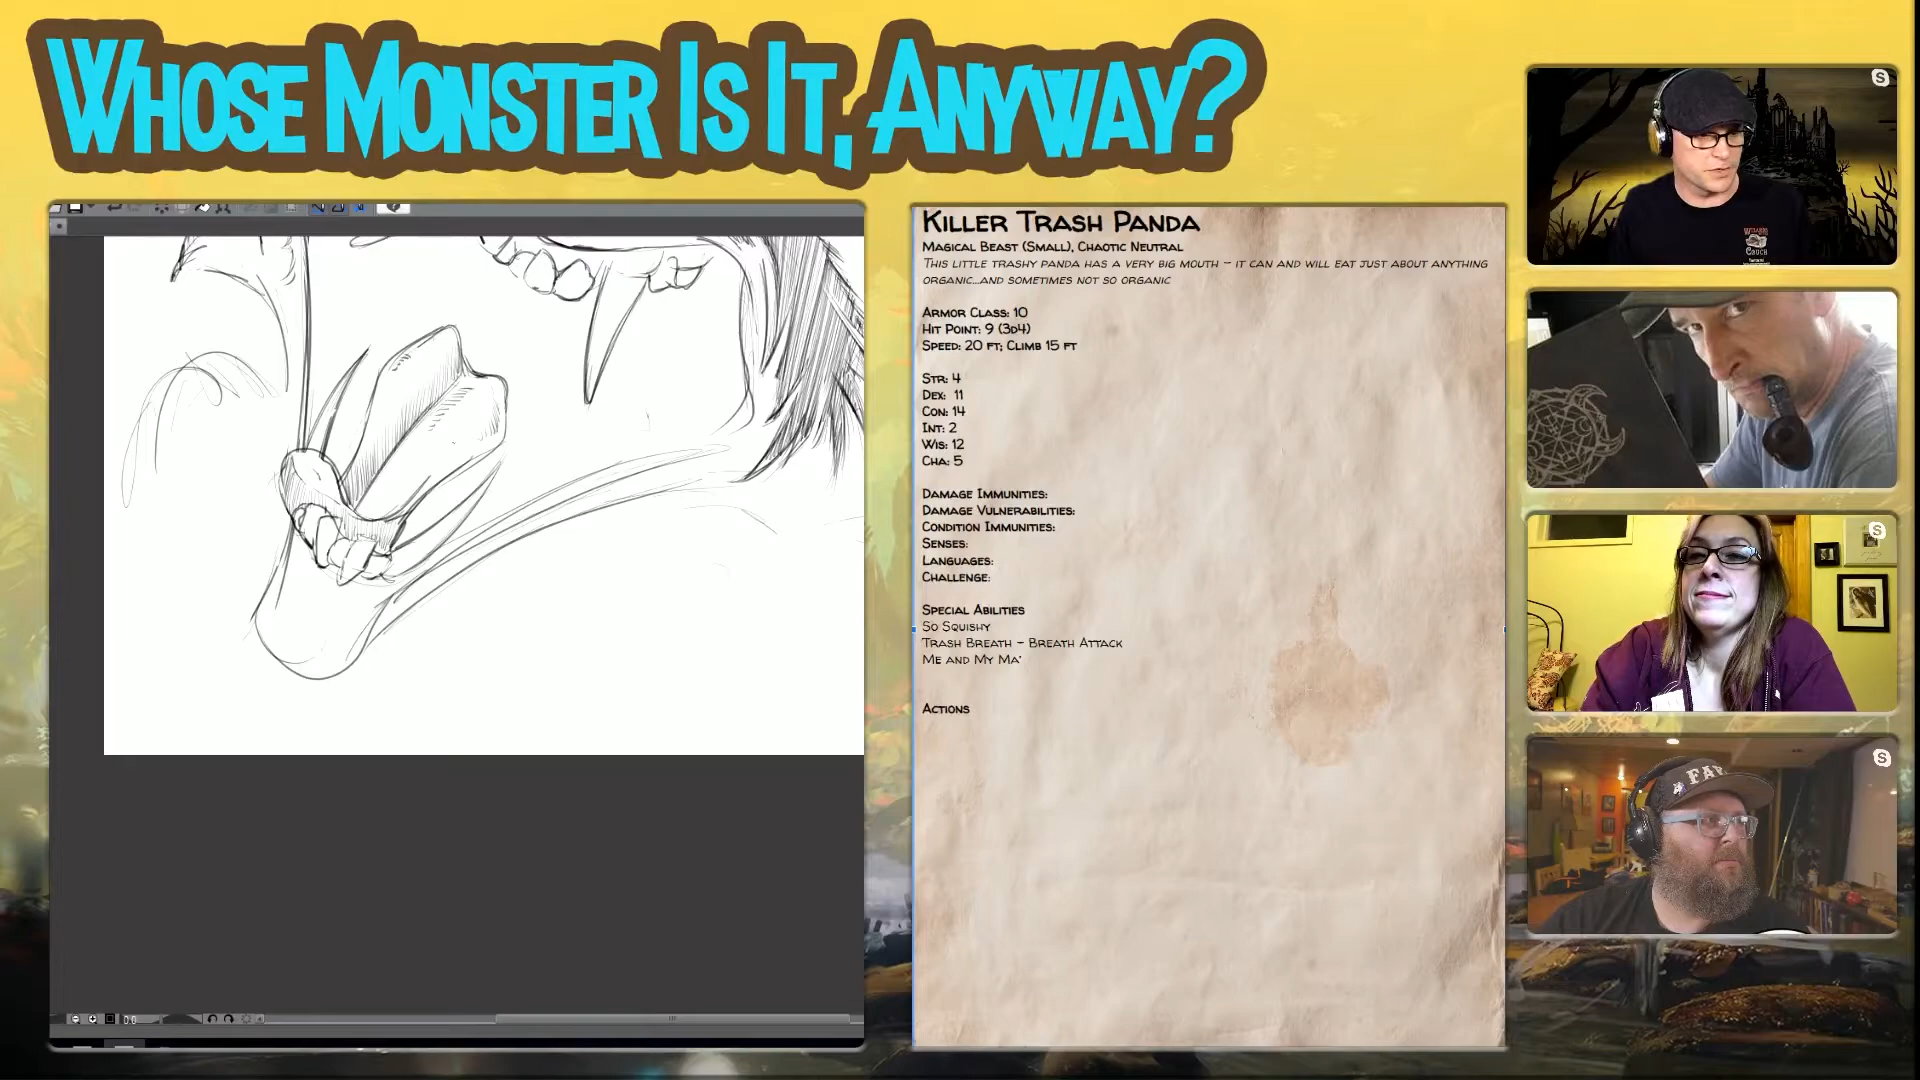 Whose Monster Is It, Anyway?
Killer Trash Panda
Magical Beast (Small), Chaotic Neutral
This little trashy panda has a very big mouth - it can and will eat just about anything
organic...and sometimes not so organic
Armor Class: 10
Hit Point: 9 (3d4)
Speed: 20 ft; Climb 15 ft
Str: 4
Dex: 11
Con: 14
Int: 2
Wis: 12
Cha: 5
Damage Immunities:
Damage Vulnerabilities:
Condition Immunities:
Senses:
Languages:
Challenge:
Special Abilities
So Squishy
Trash Breath - Breath Attack
Me and My Ma'
Actions
S
S
FAV
S
0.0